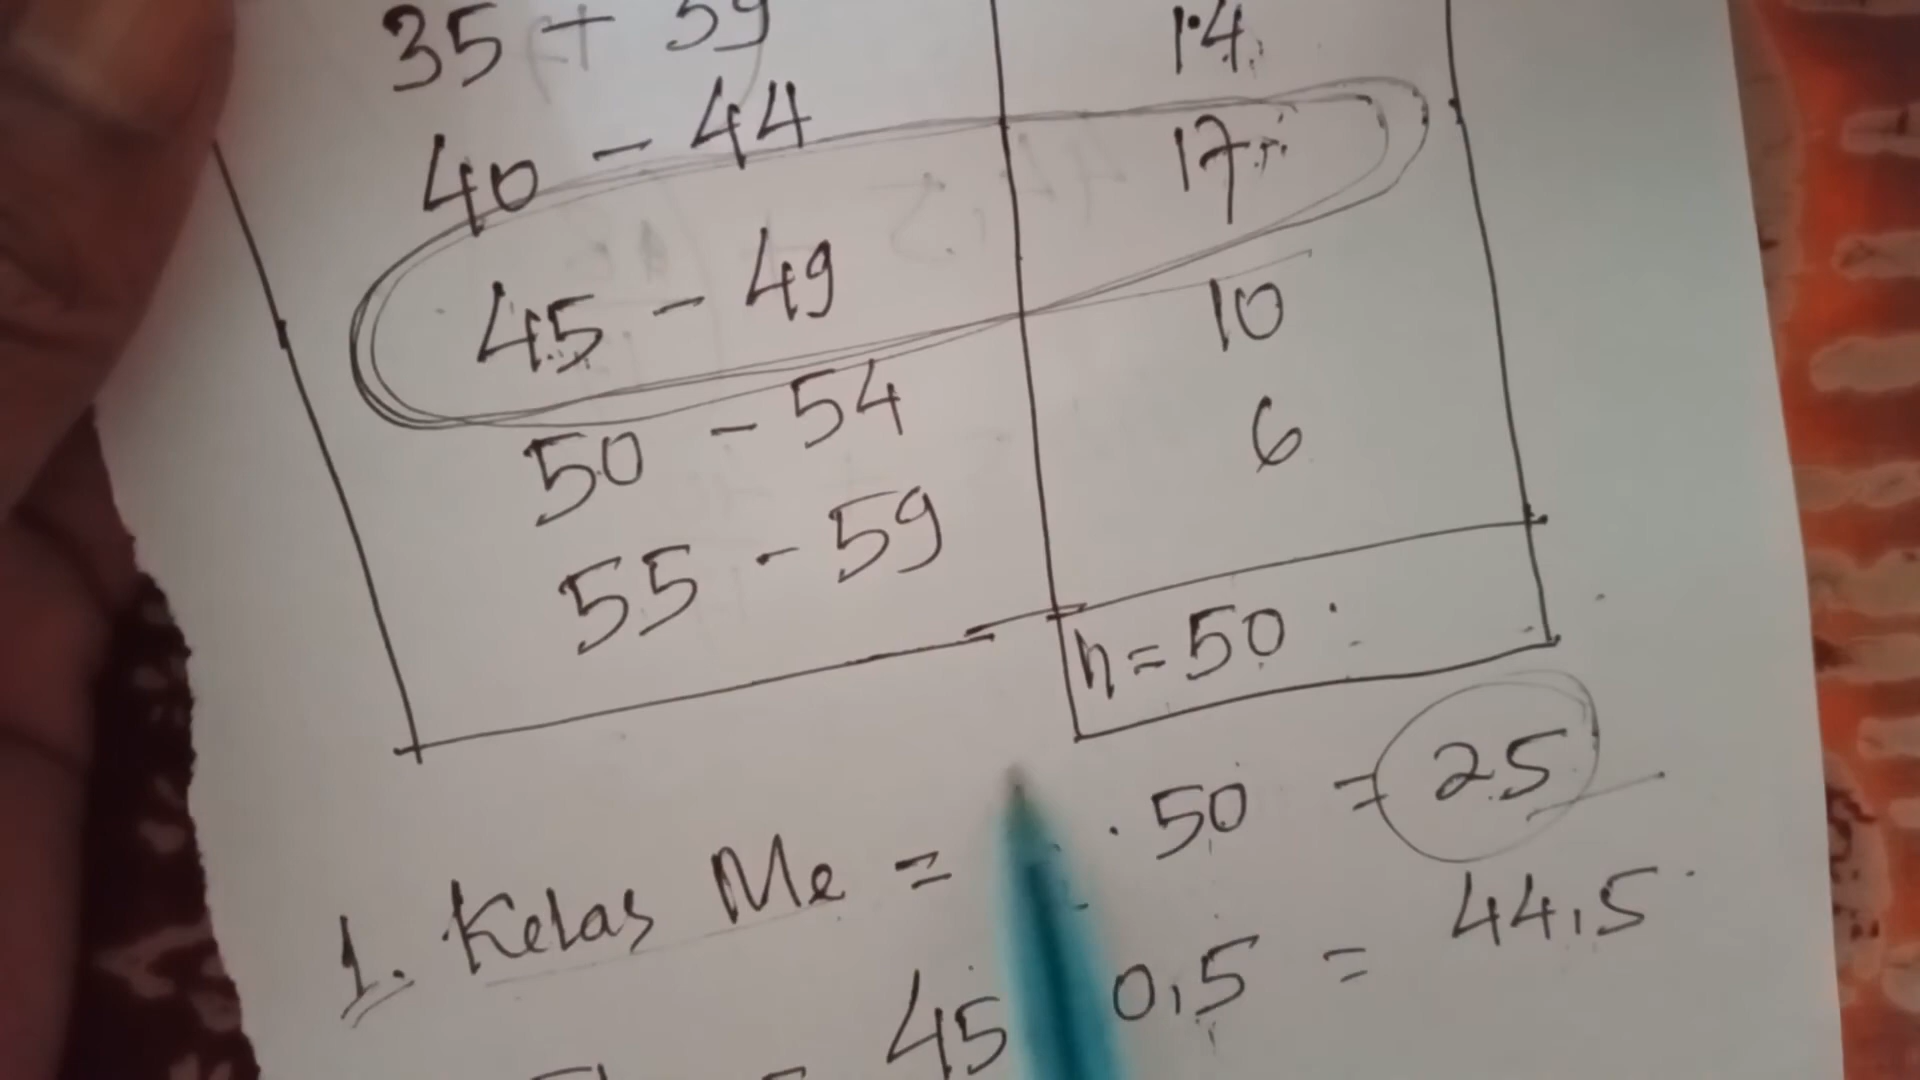 35 - 39
14
40 - 44
17
45 - 49
10
50 - 54
6
55 - 59
n = 50
1. Kelas Me = . 50 = 25
45 0,5 = 44,5